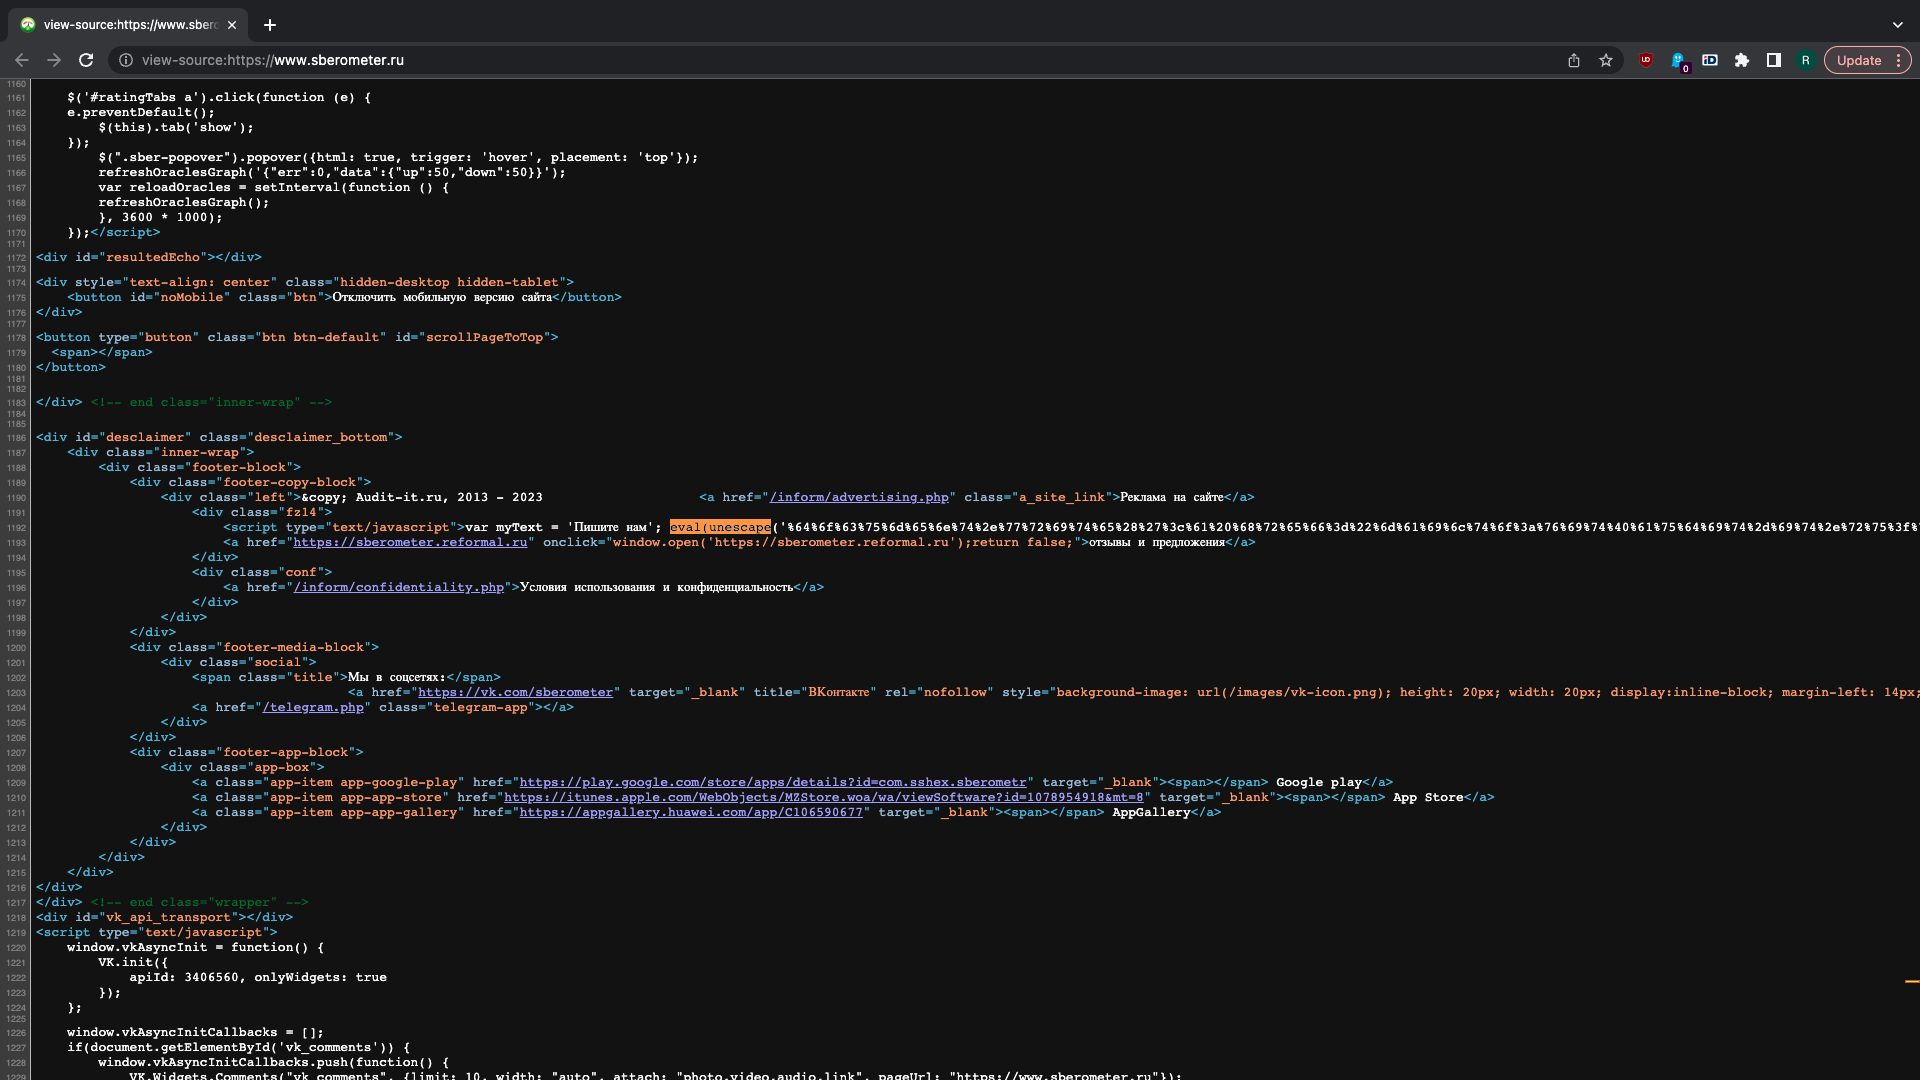 view-source:https://www.sbero
view-source:https://www.sberometer.ru
0
R
Update
1160
1161 $('#ratingTabs a').click(function (e) {
1162 e.preventDefault();
1163 $(this).tab('show');
1164 });
1165 $(".sber-popover").popover({html: true, trigger: 'hover', placement: 'top'});
1166 refreshOraclesGraph('{"err":0,"data":{"up":50,"down":50}}');
1167 var reloadOracles = setInterval(function () {
1168 refreshOraclesGraph();
1169 }, 3600 * 1000);
1170 });</script>
1171
1172 <div id="resultedEcho"></div>
1173
1174 <div style="text-align: center" class="hidden-desktop hidden-tablet">
1175 <button id="noMobile" class="btn">Отключить мобильную версию сайта</button>
1176 </div>
1177
1178 <button type="button" class="btn btn-default" id="scrollPageToTop">
1179 <span></span>
1180 </button>
1181
1182
1183 </div> <!-- end class="inner-wrap" -->
1184
1185
1186 <div id="desclaimer" class="desclaimer_bottom">
1187 <div class="inner-wrap">
1188 <div class="footer-block">
1189 <div class="footer-copy-block">
1190 <div class="left">&copy; Audit-it.ru, 2013 - 2023 <a href="/inform/advertising.php" class="a_site_link">Реклама на сайте</a>
1191 <div class="fz14">
1192 <script type="text/javascript">var myText = 'Пишите нам'; eval(unescape('%64%6f%63%75%6d%65%6e%74%2e%77%72%69%74%65%28%27%3c%61%20%68%72%65%66%3d%22%6d%61%69%6c%74%6f%3a%76%69%74%40%61%75%64%69%74%2d%69%74%2e%72%75%3f%
1193 <a href="https://sberometer.reformal.ru" onclick="window.open('https://sberometer.reformal.ru');return false;">отзывы и предложения</a>
1194 </div>
1195 <div class="conf">
1196 <a href="/inform/confidentiality.php">Условия использования и конфиденциальность</a>
1197 </div>
1198 </div>
1199 </div>
1200 <div class="footer-media-block">
1201 <div class="social">
1202 <span class="title">Мы в соцсетях:</span>
1203 <a href="https://vk.com/sberometer" target="_blank" title="ВКонтакте" rel="nofollow" style="background-image: url(/images/vk-icon.png); height: 20px; width: 20px; display:inline-block; margin-left: 14px;
1204 <a href="/telegram.php" class="telegram-app"></a>
1205 </div>
1206 </div>
1207 <div class="footer-app-block">
1208 <div class="app-box">
1209 <a class="app-item app-google-play" href="https://play.google.com/store/apps/details?id=com.sshex.sberometr" target="_blank"><span></span> Google play</a>
1210 <a class="app-item app-app-store" href="https://itunes.apple.com/WebObjects/MZStore.woa/wa/viewSoftware?id=1078954918&mt=8" target="_blank"><span></span> App Store</a>
1211 <a class="app-item app-app-gallery" href="https://appgallery.huawei.com/app/C106590677" target="_blank"><span></span> AppGallery</a>
1212 </div>
1213 </div>
1214 </div>
1215 </div>
1216 </div>
1217 </div> <!-- end class="wrapper" -->
1218 <div id="vk_api_transport"></div>
1219 <script type="text/javascript">
1220 window.vkAsyncInit = function() {
1221 VK.init({
1222 apiId: 3406560, onlyWidgets: true
1223 });
1224 };
1225
1226 window.vkAsyncInitCallbacks = [];
1227 if(document.getElementById('vk_comments')) {
1228 window.vkAsyncInitCallbacks.push(function() {
1229 VK.Widgets.Comments("vk_comments", {limit: 10, width: "auto", attach: "photo,video,audio,link", pageUrl: "https://www.sberometer.ru"});